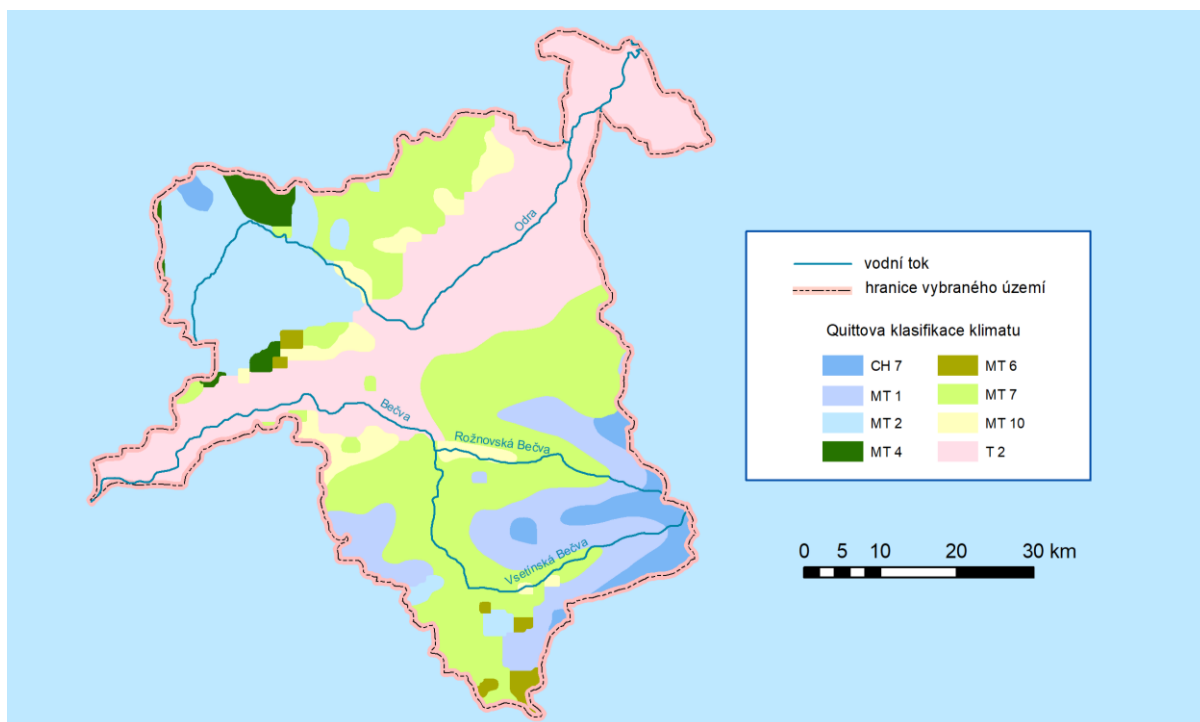 Odra
Bečva
Rožnovská Bečva
Vsetínská Bečva
vodní tok
hranice vybraného území
Quittova klasifikace klimatu
CH 7
MT 6
MT 1
MT 7
MT 2
MT 10
MT 4
T 2
0 5 10 20 30 km